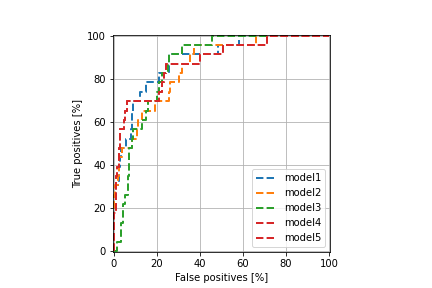 100
80
60
40
20
0
True positives [%]
model1
model2
model3
model4
model5
0 20 40 60 80 100
False positives [%]